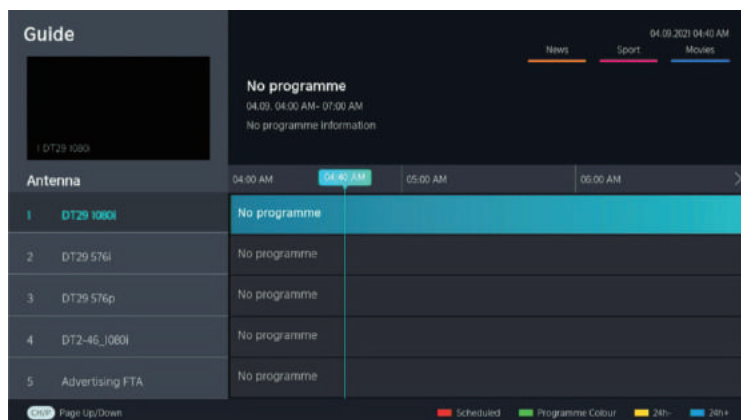 Guide
04.09.2021 04:40 AM
News Sport Movies
No programme
04.09. 04:00 AM- 07:00 AM
No programme information
1 DT29 1080i
Antenna
04:00 AM 04:40 AM 05:00 AM 06:00 AM
1 DT29 1080i No programme
2 DT29 576i No programme
3 DT29 576p No programme
4 DT2-46_1080i No programme
5 Advertising FTA No programme
CH/P Page Up/Down Scheduled Programme Colour 24h- 24h+